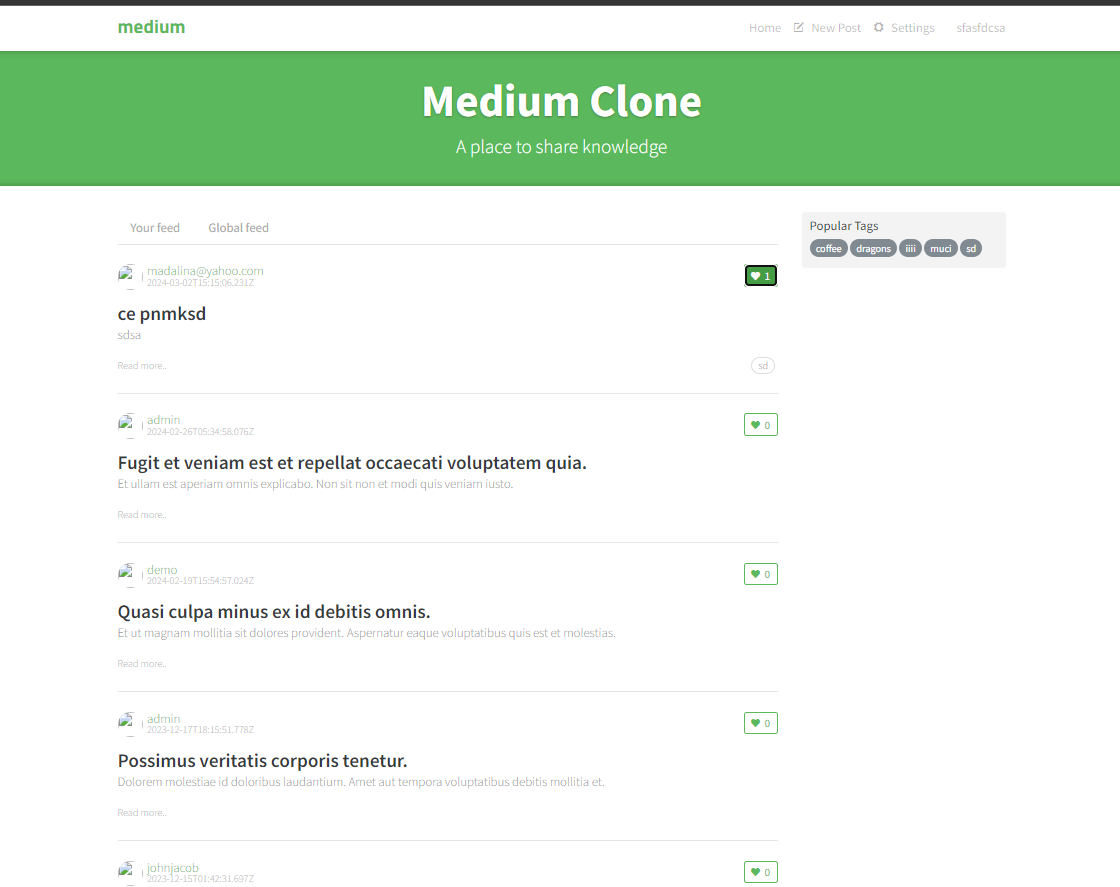 medium
Home New Post Settings sfasfdcsa
Medium Clone
A place to share knowledge
Your feed Global feed
Popular Tags
coffee dragons iiii muci sd
madalina@yahoo.com
2024-03-02T15:15:06.231Z
1
ce pnmksd
sdsa
Read more..
sd
admin
2024-02-26T05:34:58.076Z
0
Fugit et veniam est et repellat occaecati voluptatem quia.
Et ullam est aperiam omnis explicabo. Non sit non et modi quis veniam iusto.
Read more..
demo
2024-02-19T15:54:57.024Z
0
Quasi culpa minus ex id debitis omnis.
Et ut magnam mollitia sit dolores provident. Aspernatur eaque voluptatibus quis est et molestias.
Read more..
admin
2023-12-17T18:15:51.778Z
0
Possimus veritatis corporis tenetur.
Dolorem molestiae id doloribus laudantium. Amet aut tempora voluptatibus debitis mollitia et.
Read more..
johnjacob
2023-12-15T01:42:31.697Z
0